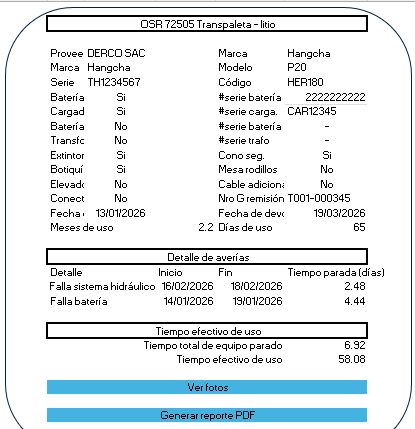 OSR 72505 Transpaleta - litio
Provee DERCO SAC Marca Hangcha
Marca Hangcha Modelo P20
Serie TH1234567 Código HER180
Batería Si #serie batería 2222222222
Cargad Si #serie carga. CAR12345
Batería No #serie batería -
Transfo No #serie trafo -
Extintor Si Cono seg. Si
Botiquí Si Mesa rodillos No
Elevado No Cable adiciona No
Conect No Nro G remisión T001-000345
Fecha 13/01/2026 Fecha de devo 19/03/2026
Meses de uso 2.2 Días de uso 65
Detalle de averías
Detalle Inicio Fin Tiempo parada (días)
Falla sistema hidráulico 16/02/2026 18/02/2026 2.48
Falla batería 14/01/2026 19/01/2026 4.44
Tiempo efectivo de uso
Tiempo total de equipo parado 6.92
Tiempo efectivo de uso 58.08
Ver fotos
Generar reporte PDF